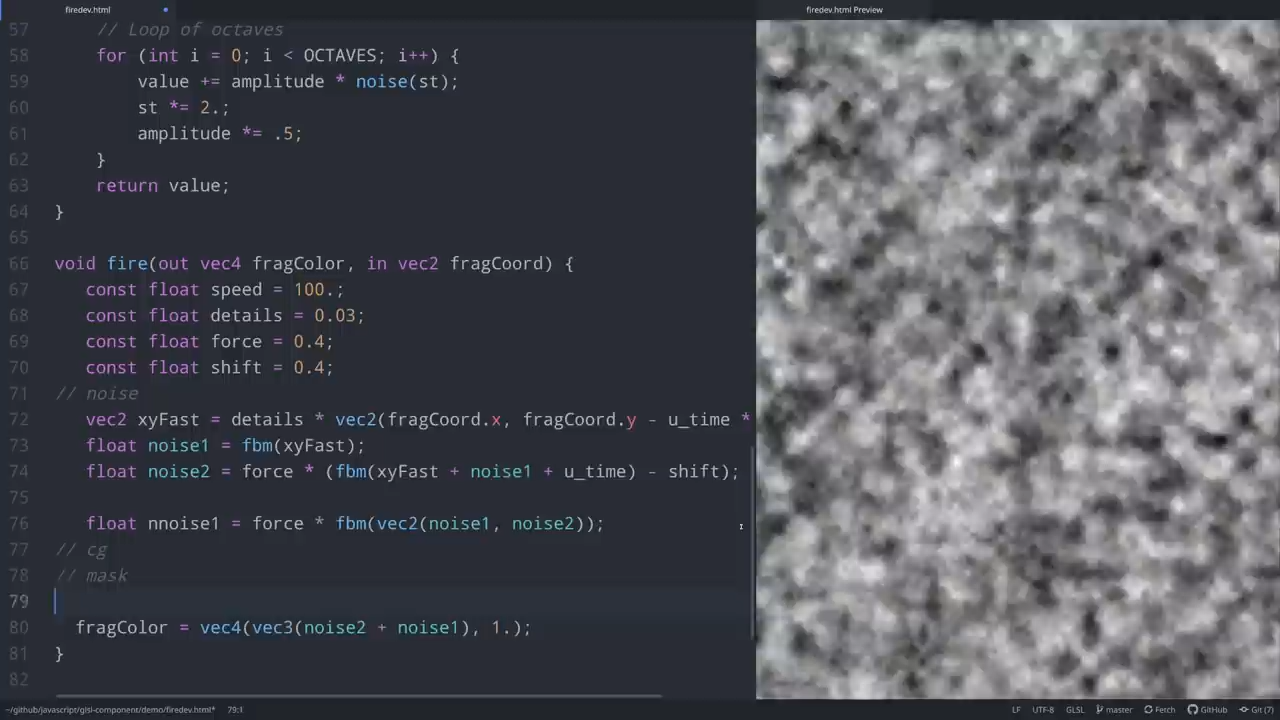 firedev.html
firedev.html Preview
57 // Loop of octaves
58 for (int i = 0; i < OCTAVES; i++) {
59 value += amplitude * noise(st);
60 st *= 2.;
61 amplitude *= .5;
62 }
63 return value;
64 }
65
66 void fire(out vec4 fragColor, in vec2 fragCoord) {
67 const float speed = 100.;
68 const float details = 0.03;
69 const float force = 0.4;
70 const float shift = 0.4;
71 // noise
72 vec2 xyFast = details * vec2(fragCoord.x, fragCoord.y - u_time *
73 float noise1 = fbm(xyFast);
74 float noise2 = force * (fbm(xyFast + noise1 + u_time) - shift);
75
76 float nnoise1 = force * fbm(vec2(noise1, noise2));
77 // cg
78 // mask
79
80 fragColor = vec4(vec3(noise2 + noise1), 1.);
81 }
82
~/github/javascript/glsl-component/demo/firedev.html* 79:1 LF UTF-8 GLSL master Fetch GitHub Git (7)